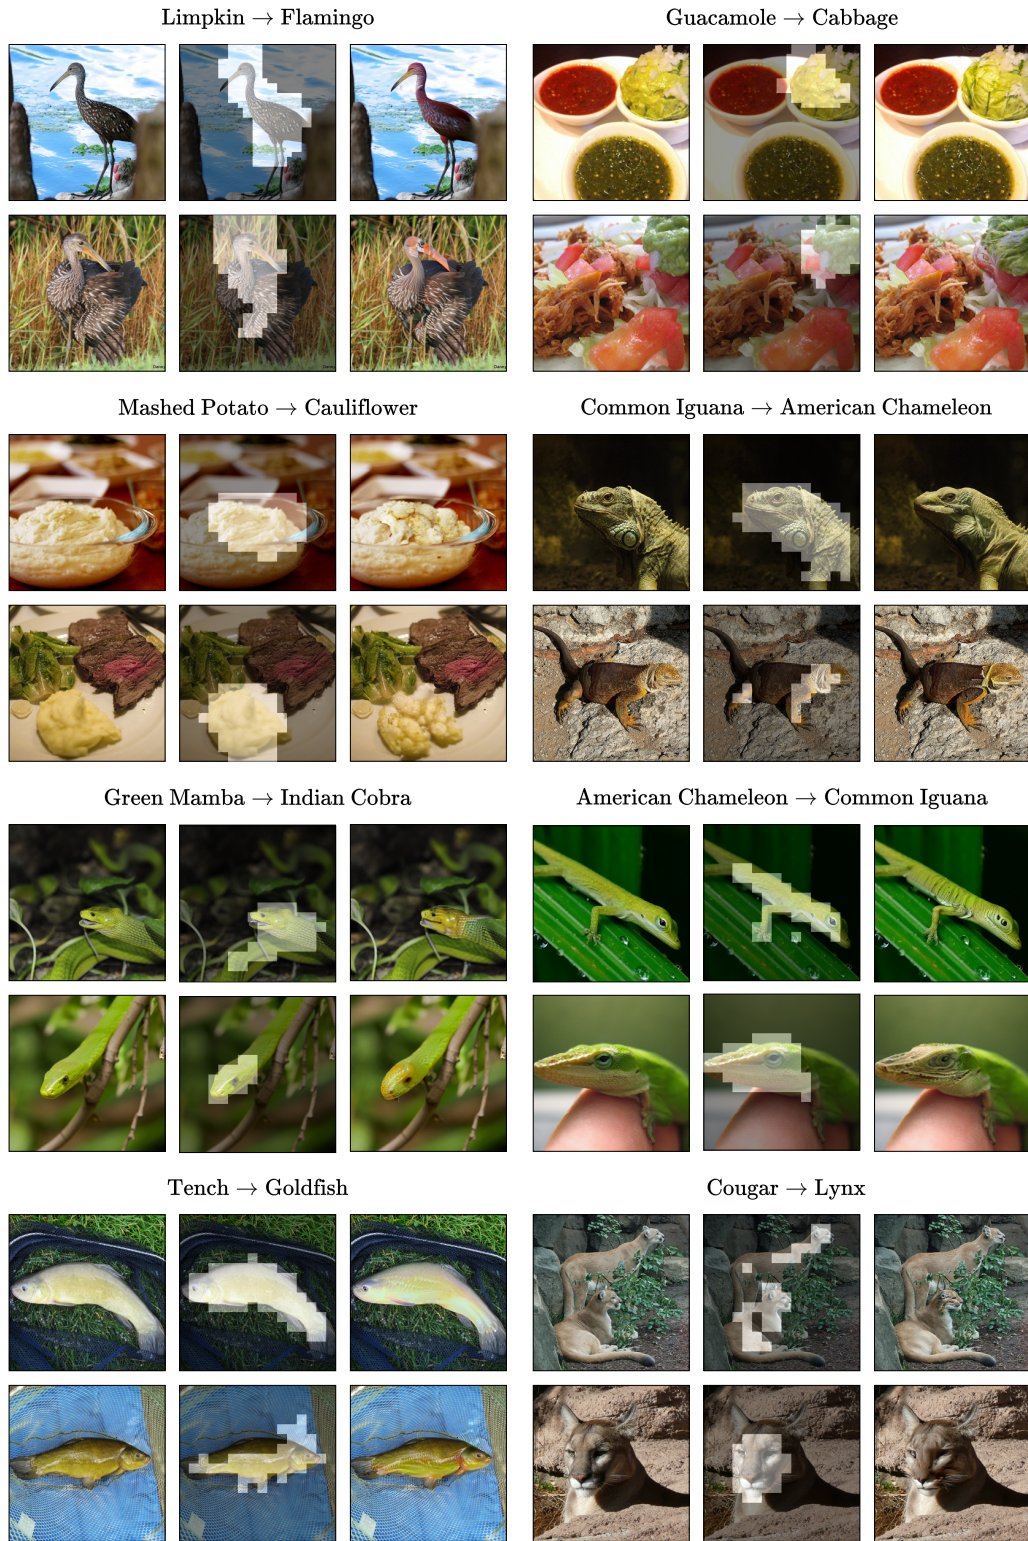 Limpkin → Flamingo
Guacamole → Cabbage
Mashed Potato → Cauliflower
Common Iguana → American Chameleon
Green Mamba → Indian Cobra
American Chameleon → Common Iguana
Tench → Goldfish
Cougar → Lynx